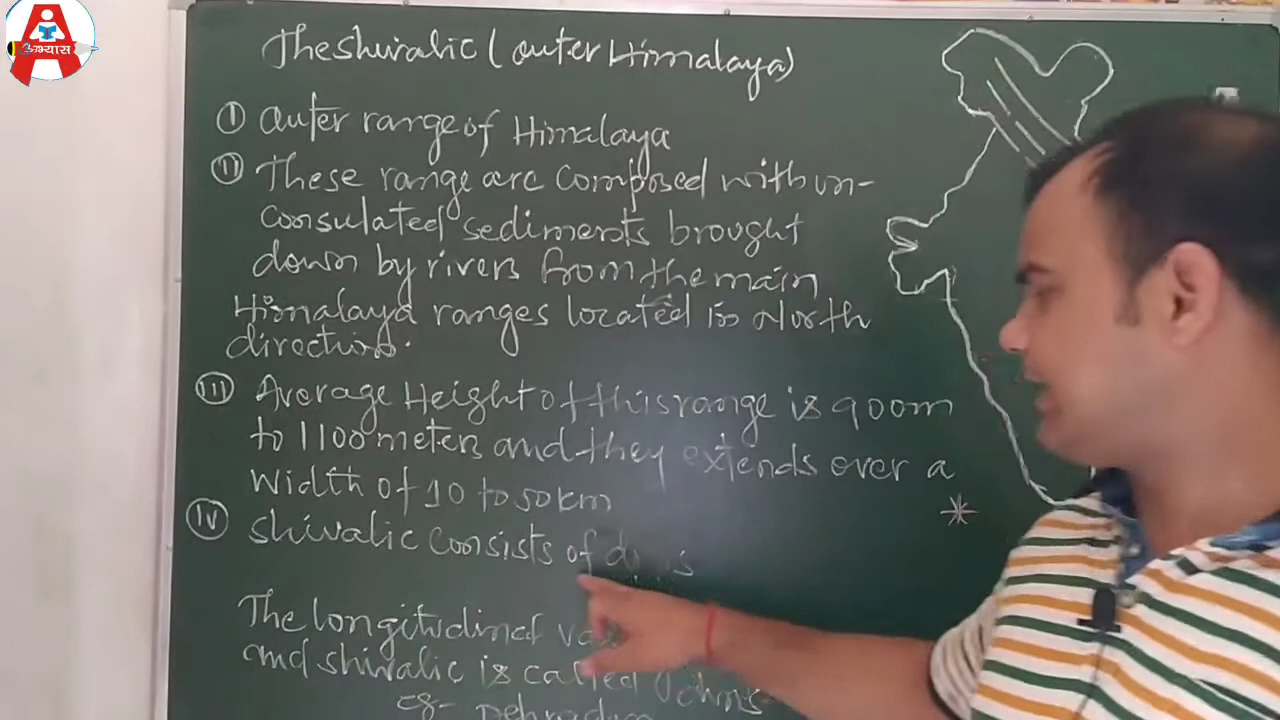 अभ्यास
The shivalic (outer Himalaya)
(I) outer range of Himalaya
(II) These range are composed with un-
consulated sediments brought
down by rivers from the main
Himalaya ranges located in North
direction.
(III) Average Height of this range is 900m
to 1100 meters and they extends over a
Width of 10 to 50 km
(IV) shivalic consists of
The longitudinal
and shivalic is called Dohns
eg-